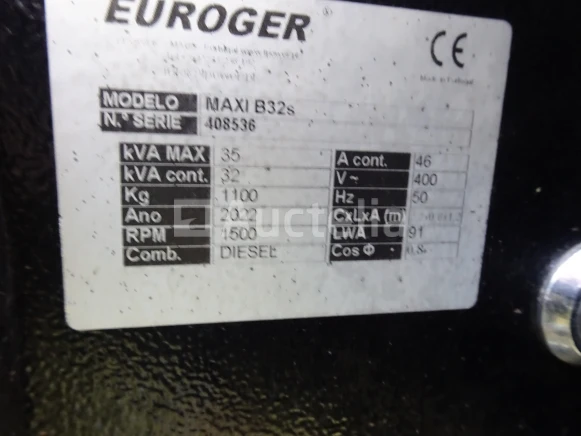 EUROGER
CE
MODELO MAXI B32s
N.º SERIE 408536
kVA MAX 35 A cont. 46
kVA cont. 32 V~ 400
Kg 1100 Hz 50
Ano 2022 CxLxA (m)
RPM 1500 LWA 91
Comb. DIESEL Cos Φ 0,8